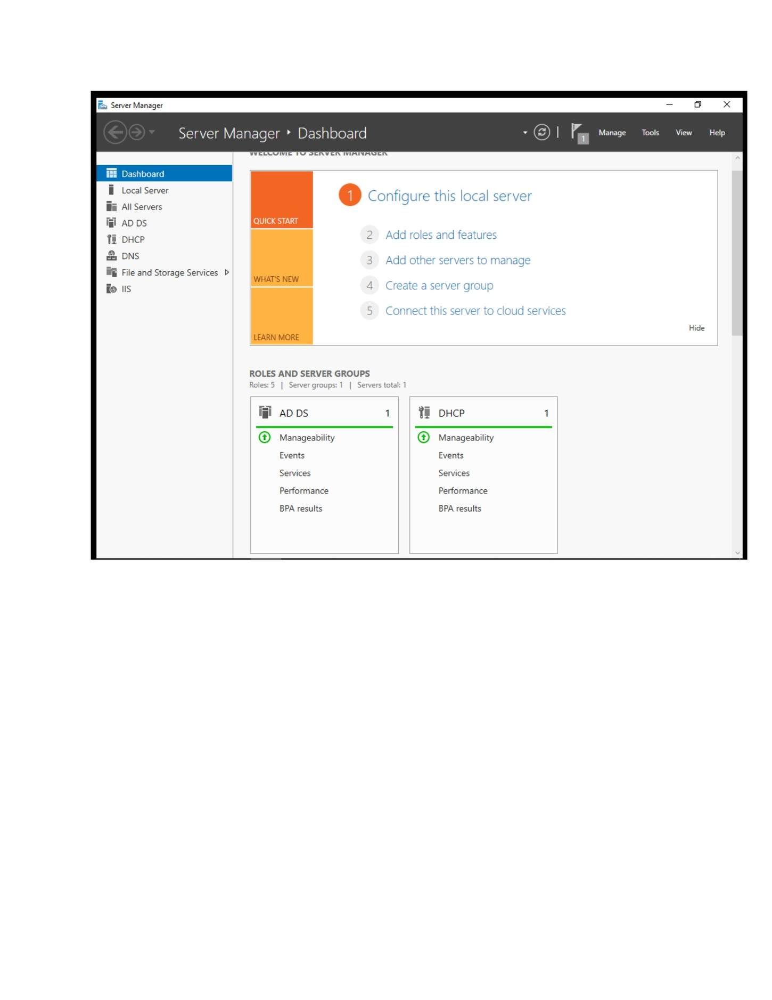 Server Manager
Server Manager ‣ Dashboard
1
Manage
Tools
View
Help
WELCOME TO SERVER MANAGER
Dashboard
Local Server
All Servers
AD DS
DHCP
DNS
File and Storage Services
IIS
QUICK START
WHAT'S NEW
LEARN MORE
1 Configure this local server
2 Add roles and features
3 Add other servers to manage
4 Create a server group
5 Connect this server to cloud services
Hide
ROLES AND SERVER GROUPS
Roles: 5 | Server groups: 1 | Servers total: 1
AD DS 1
Manageability
Events
Services
Performance
BPA results
DHCP 1
Manageability
Events
Services
Performance
BPA results